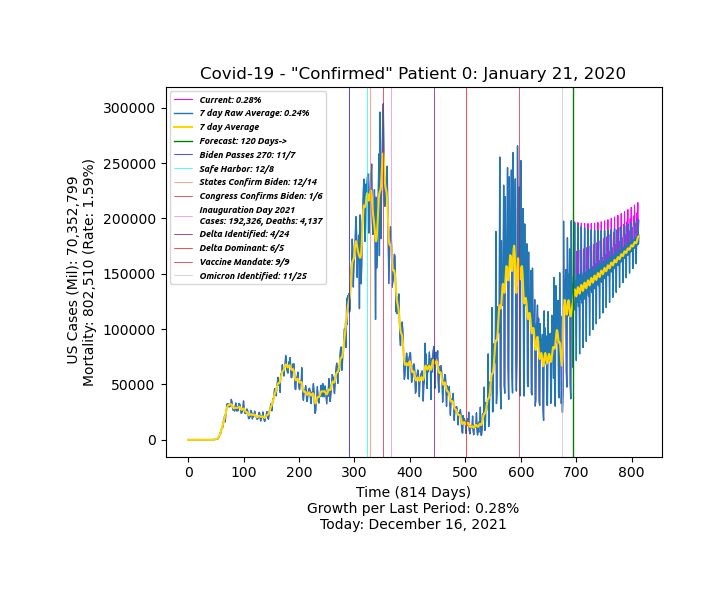 Covid-19 - "Confirmed" Patient 0: January 21, 2020
Current: 0.28%
7 day Raw Average: 0.24%
7 day Average
Forecast: 120 Days->
Biden Passes 270: 11/7
Safe Harbor: 12/8
States Confirm Biden: 12/14
Congress Confirms Biden: 1/6
Inauguration Day 2021
Cases: 192,326, Deaths: 4,137
Delta Identified: 4/24
Delta Dominant: 6/5
Vaccine Mandate: 9/9
Omicron Identified: 11/25
300000
250000
200000
150000
100000
50000
0
US Cases (Mil): 70,352,799
Mortality: 802,510 (Rate: 1.59%)
0 100 200 300 400 500 600 700 800
Time (814 Days)
Growth per Last Period: 0.28%
Today: December 16, 2021